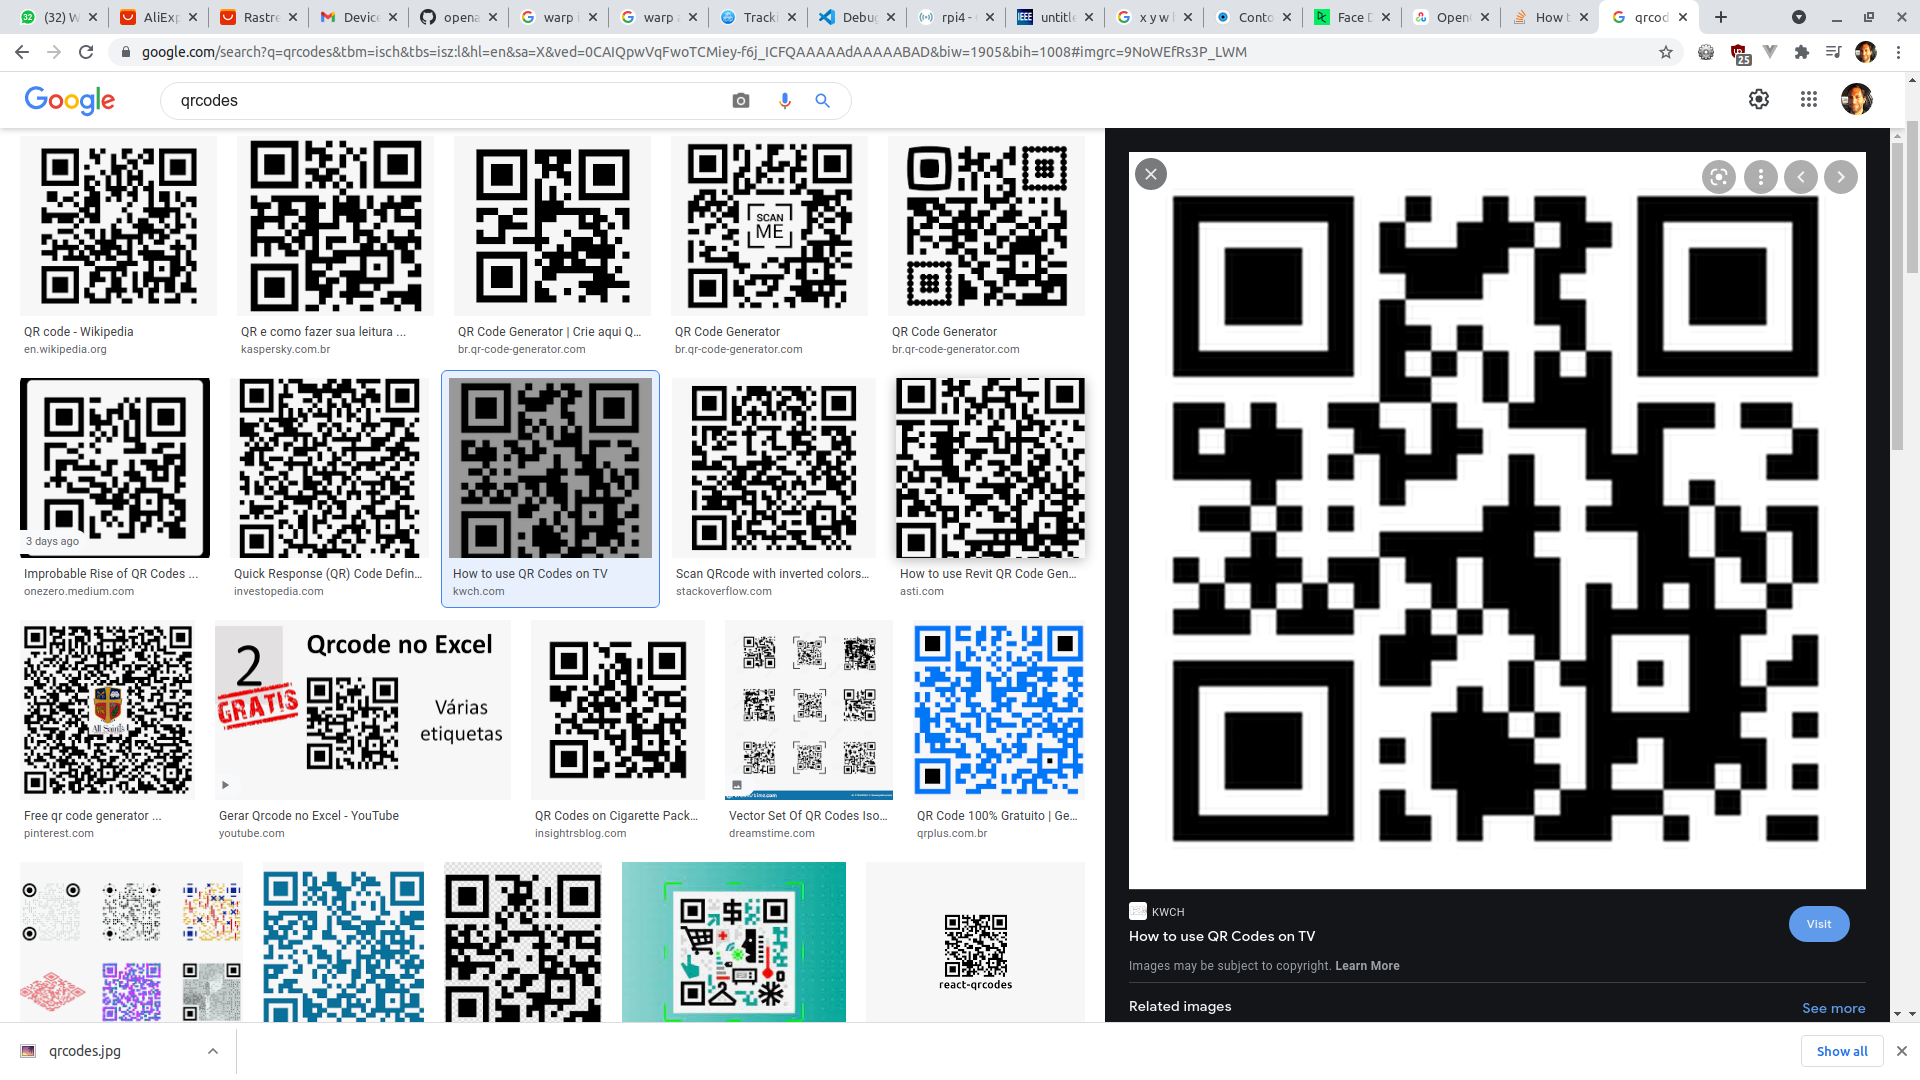 (32) W
AliExp
Rastre
Device
opena
warp i
warp a
Tracki
Debug
rpi4 -
untitle
x y w
Conto
Face D
Open
How t
qrcod
google.com/search?q=qrcodes&tbm=isch&tbs=isz:l&hl=en&sa=X&ved=0CAIQpwVqFwoTCMiey-f6j_ICFQAAAAAdAAAAABAD&biw=1905&bih=1008#imgrc=9NoWEfRs3P_LWM
25
Google
qrcodes
SCAN
ME
QR code - Wikipedia
en.wikipedia.org
QR e como fazer sua leitura ...
kaspersky.com.br
QR Code Generator | Crie aqui Q...
br.qr-code-generator.com
QR Code Generator
br.qr-code-generator.com
QR Code Generator
br.qr-code-generator.com
3 days ago
Improbable Rise of QR Codes ...
onezero.medium.com
Quick Response (QR) Code Defin...
investopedia.com
How to use QR Codes on TV
kwch.com
Scan QRcode with inverted colors...
stackoverflow.com
How to use Revit QR Code Gen...
asti.com
All Saints
2
GRATIS
Qrcode no Excel
Várias
etiquetas
Free qr code generator ...
pinterest.com
Gerar Qrcode no Excel - YouTube
youtube.com
QR Codes on Cigarette Pack...
insightrsblog.com
Vector Set Of QR Codes Iso...
dreamstime.com
QR Code 100% Gratuito | Ge...
qrplus.com.br
react-qrcodes
KWCH
How to use QR Codes on TV
Visit
Images may be subject to copyright. Learn More
Related images
See more
qrcodes.jpg
Show all